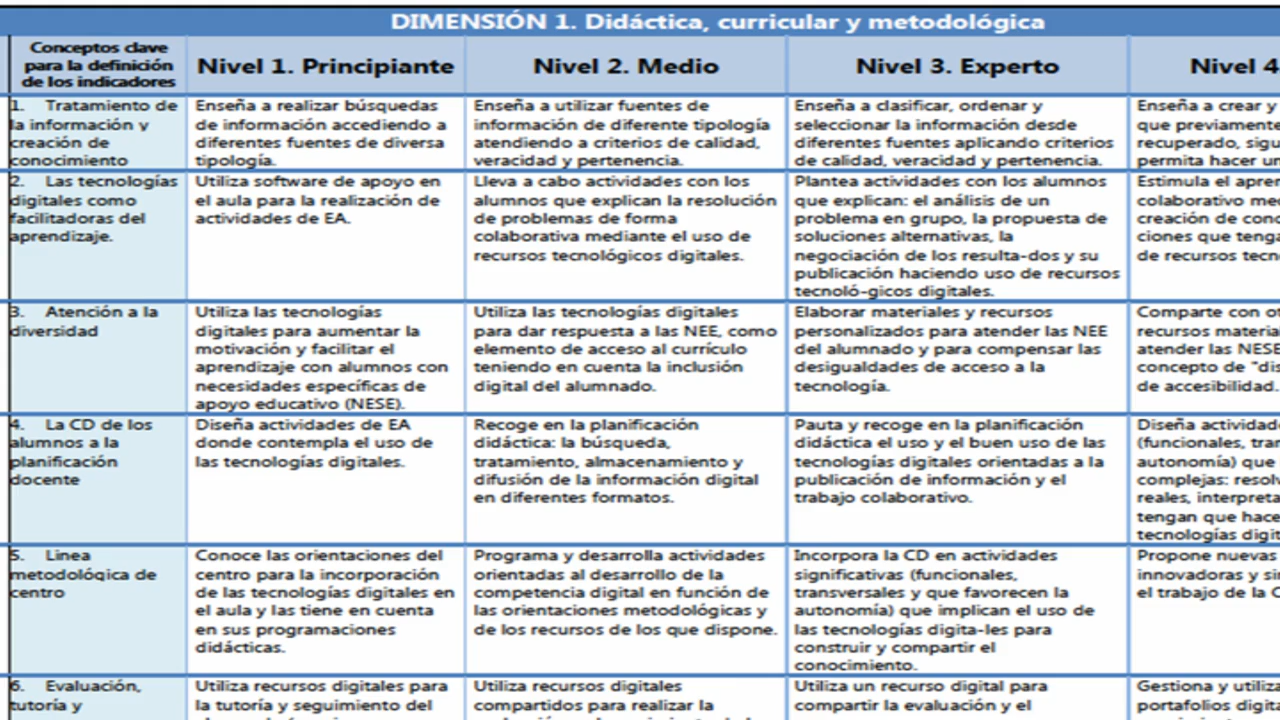 DIMENSIÓN 1. Didáctica, curricular y metodológica
Conceptos clave
para la definición
de los indicadores
Nivel 1. Principiante
Nivel 2. Medio
Nivel 3. Experto
Nivel 4
1. Tratamiento de
la información y
creación de
conocimiento
Enseña a realizar búsquedas
de información accediendo a
diferentes fuentes de diversa
tipología.
Enseña a utilizar fuentes de
información de diferente tipología
atendiendo a criterios de calidad,
veracidad y pertenencia.
Enseña a clasificar, ordenar y
seleccionar la información desde
diferentes fuentes aplicando criterios
de calidad, veracidad y pertenencia.
Enseña a crear y
que previamente
recuperado, sigu
permita hacer un
2. Las tecnologías
digitales como
facilitadoras del
aprendizaje.
Utiliza software de apoyo en
el aula para la realización de
actividades de EA.
Lleva a cabo actividades con los
alumnos que explican la resolución
de problemas de forma
colaborativa mediante el uso de
recursos tecnológicos digitales.
Plantea actividades con los alumnos
que explican: el análisis de un
problema en grupo, la propuesta de
soluciones alternativas, la
negociación de los resulta-dos y su
publicación haciendo uso de recursos
tecnoló-gicos digitales.
Estimula el apren
colaborativo med
creación de cono
ciones que tenga
de recursos tecn
3. Atención a la
diversidad
Utiliza las tecnologías
digitales para aumentar la
motivación y facilitar el
aprendizaje con alumnos con
necesidades específicas de
apoyo educativo (NESE).
Utiliza las tecnologías digitales
para dar respuesta a las NEE, como
elemento de acceso al currículo
teniendo en cuenta la inclusión
digital del alumnado.
Elaborar materiales y recursos
personalizados para atender las NEE
del alumnado y para compensar las
desigualdades de acceso a la
tecnología.
Comparte con ot
recursos materia
atender las NESE
concepto de "dis
de accesibilidad.
4. La CD de los
alumnos a la
planificación
docente
Diseña actividades de EA
donde contempla el uso de
las tecnologías digitales.
Recoge en la planificación
didáctica: la búsqueda,
tratamiento, almacenamiento y
difusión de la información digital
en diferentes formatos.
Pauta y recoge en la planificación
didáctica el uso y el buen uso de las
tecnologías digitales orientadas a la
publicación de información y el
trabajo colaborativo.
Diseña actividad
(funcionales, tran
autonomía) que
complejas: resolv
reales, interpreta
tengan que hace
tecnologías digit
5. Linea
metodológica de
centro
Conoce las orientaciones del
centro para la incorporación
de las tecnologías digitales en
el aula y las tiene en cuenta
en sus programaciones
didácticas.
Programa y desarrolla actividades
orientadas al desarrollo de la
competencia digital en función de
las orientaciones metodológicas y
de los recursos de los que dispone.
Incorpora la CD en actividades
significativas (funcionales,
transversales y que favorecen la
autonomía) que implican el uso de
las tecnologías digita-les para
construir y compartir el
conocimiento.
Propone nuevas
innovadoras y sin
el trabajo de la C
6. Evaluación,
tutoría y
Utiliza recursos digitales para
la tutoría y seguimiento del
Utiliza recursos digitales
compartidos para realizar la
Utiliza un recurso digital para
compartir la evaluación y el
Gestiona y utiliza
portafolios digita